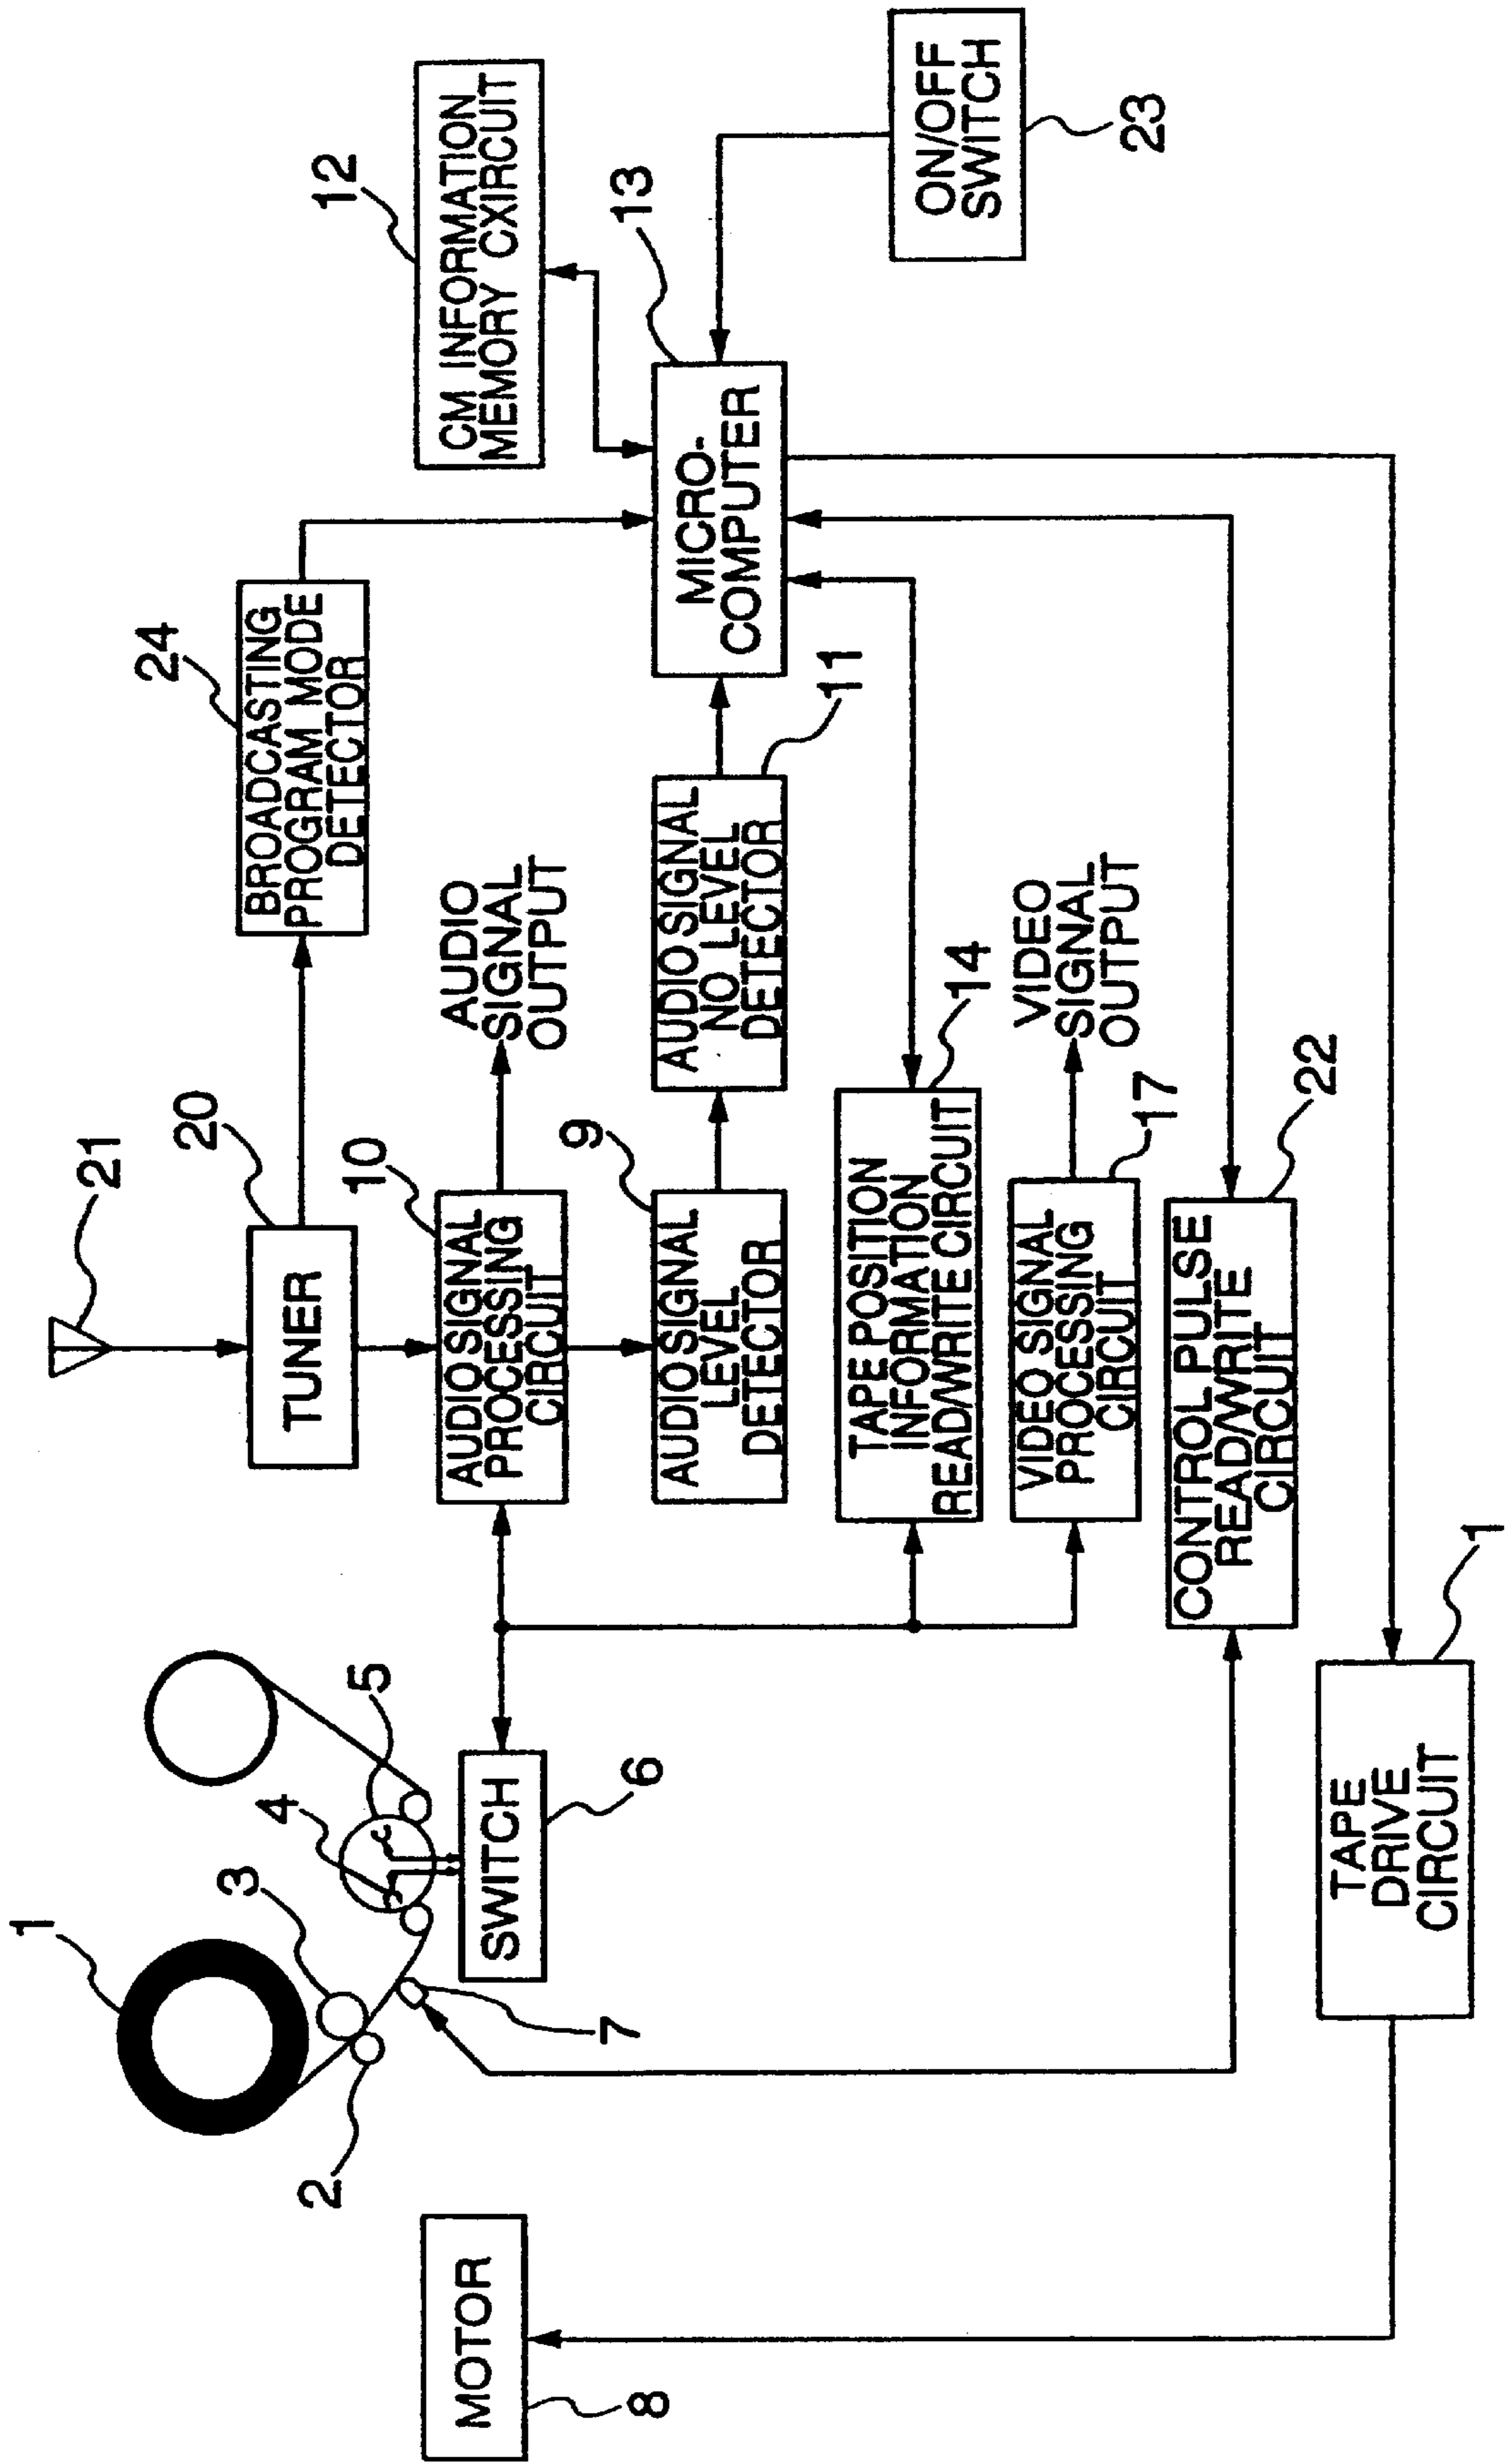 21
20
TUNER
24
BROADCASTING
PROGRAM MODE
DETECTOR
12
CM INFORMATION
MEMORY CXIRCUIT
1
3
2
4
5
10
AUDIO SIGNAL
PROCESSING
CIRCUIT
AUDIO
SIGNAL
OUTPUT
13
MICRO-
COMPUTER
MOTOR
8
7
SWITCH
6
9
AUDIO SIGNAL
LEVEL
DETECTOR
AUDIO SIGNAL
NO LEVEL
DETECTOR
11
ON/OFF
SWITCH
23
TAPE POSITION
INFORMATION
READ/WRITE CIRCUIT
14
VIDEO SIGNAL
PROCESSING
CIRCUIT
17
VIDEO
SIGNAL
OUTPUT
CONTROL PULSE
READ/WRITE
CIRCUIT
22
TAPE
DRIVE
CIRCUIT
1